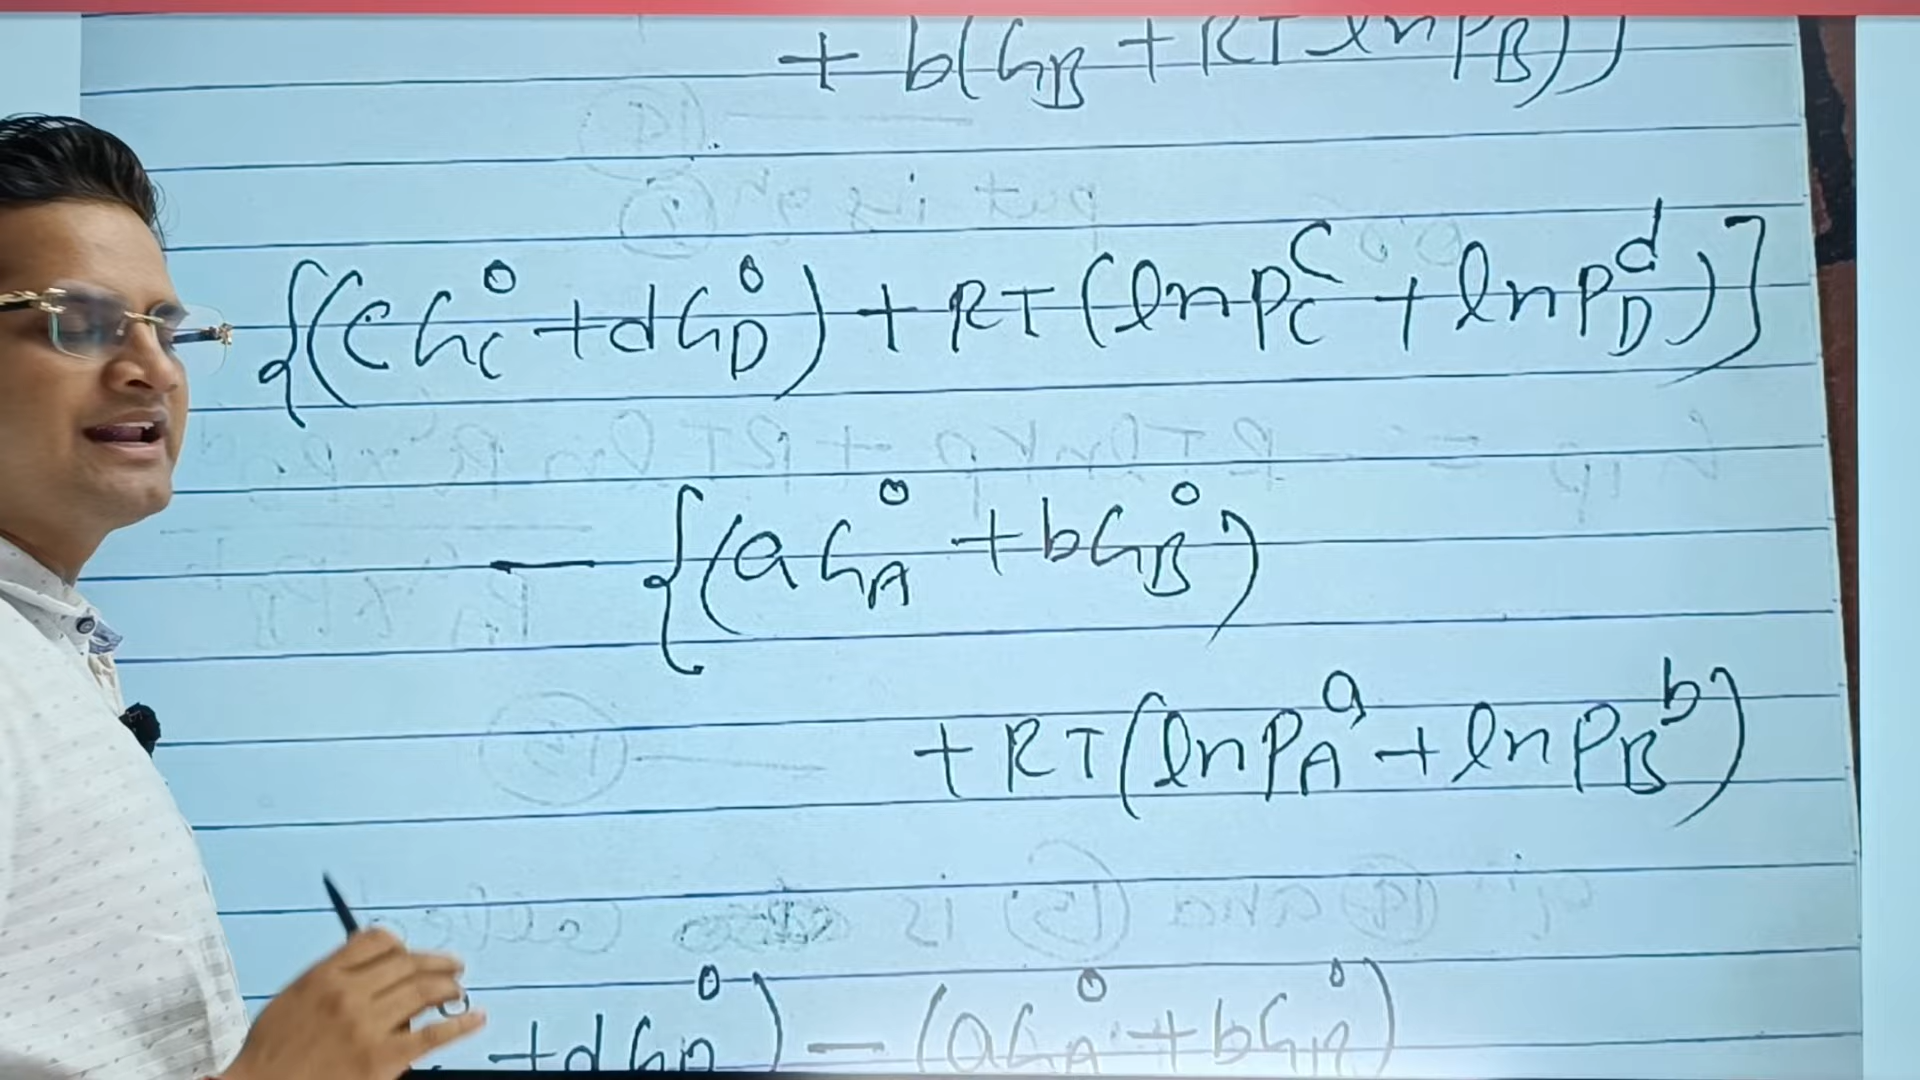 + b(G_B + RT ln P_B)}
{(cG°_C + dG°_D) + RT (ln P_C^c + ln P_D^d)]
− {(aG°_A + bG°_B)
+ RT (ln P_A^a + ln P_B^b)
+ dG°_D) − (aG°_A + bG°_B)